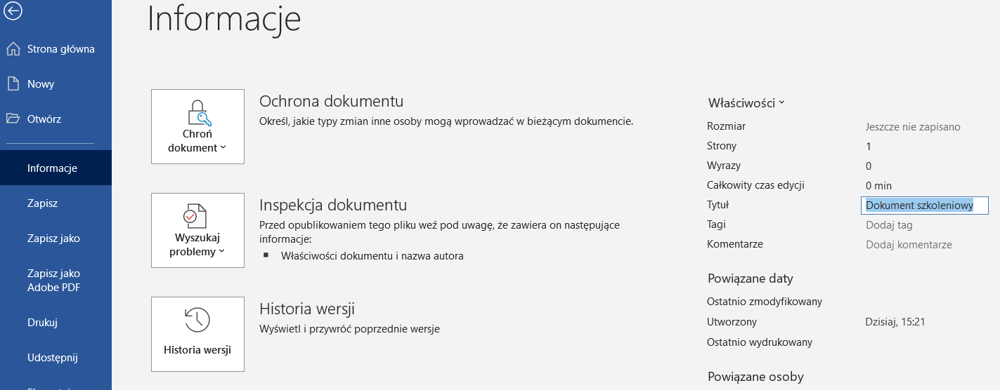 Informacje
Strona główna
Nowy
Otwórz
Informacje
Zapisz
Zapisz jako
Zapisz jako
Adobe PDF
Drukuj
Udostępnij
Chroń
dokument
Ochrona dokumentu
Określ, jakie typy zmian inne osoby mogą wprowadzać w bieżącym dokumencie.
Wyszukaj
problemy
Inspekcja dokumentu
Przed opublikowaniem tego pliku weź pod uwagę, że zawiera on następujące
informacje:
Właściwości dokumentu i nazwa autora
Historia wersji
Historia wersji
Wyświetl i przywróć poprzednie wersje
Właściwości
Rozmiar Jeszcze nie zapisano
Strony 1
Wyrazy 0
Całkowity czas edycji 0 min
Tytuł Dokument szkoleniowy
Tagi Dodaj tag
Komentarze Dodaj komentarze
Powiązane daty
Ostatnio zmodyfikowany
Utworzony Dzisiaj, 15:21
Ostatnio wydrukowany
Powiązane osoby